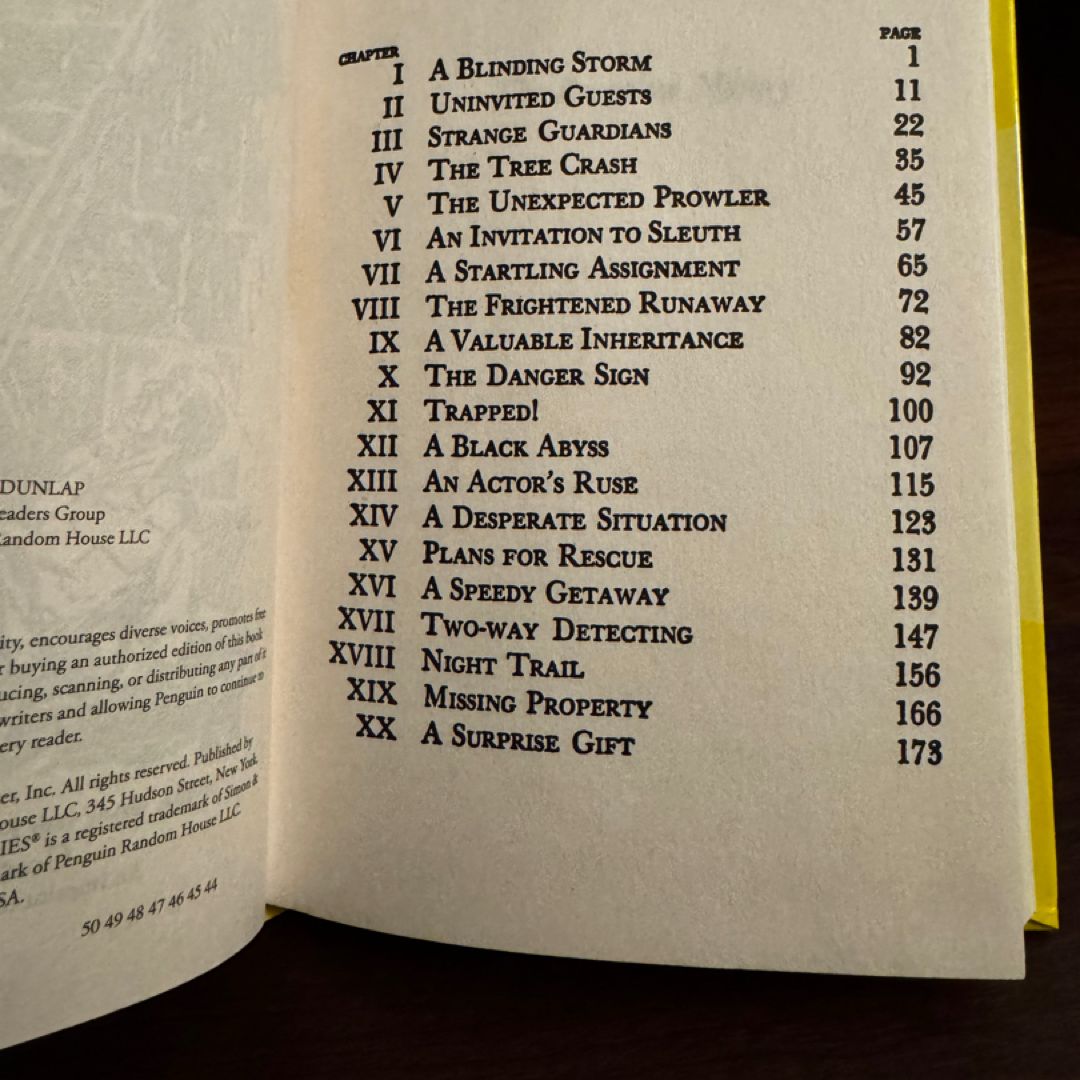 DUNLAP
eaders Group
andom House LLC
ity, encourages diverse voices, promotes free
r buying an authorized edition of this book
ucing, scanning, or distributing any part of it
writers and allowing Penguin to continue to
ery reader.
er, Inc. All rights reserved. Published by
ouse LLC, 345 Hudson Street, New York
IES® is a registered trademark of Simon &
ark of Penguin Random House LLC
SA.
50 49 48 47 46 45 44
CHAPTER PAGE
I A BLINDING STORM 1
II UNINVITED GUESTS 11
III STRANGE GUARDIANS 22
IV THE TREE CRASH 35
V THE UNEXPECTED PROWLER 45
VI AN INVITATION TO SLEUTH 57
VII A STARTLING ASSIGNMENT 65
VIII THE FRIGHTENED RUNAWAY 72
IX A VALUABLE INHERITANCE 82
X THE DANGER SIGN 92
XI TRAPPED! 100
XII A BLACK ABYSS 107
XIII AN ACTOR'S RUSE 115
XIV A DESPERATE SITUATION 123
XV PLANS FOR RESCUE 131
XVI A SPEEDY GETAWAY 139
XVII TWO-WAY DETECTING 147
XVIII NIGHT TRAIL 156
XIX MISSING PROPERTY 166
XX A SURPRISE GIFT 173